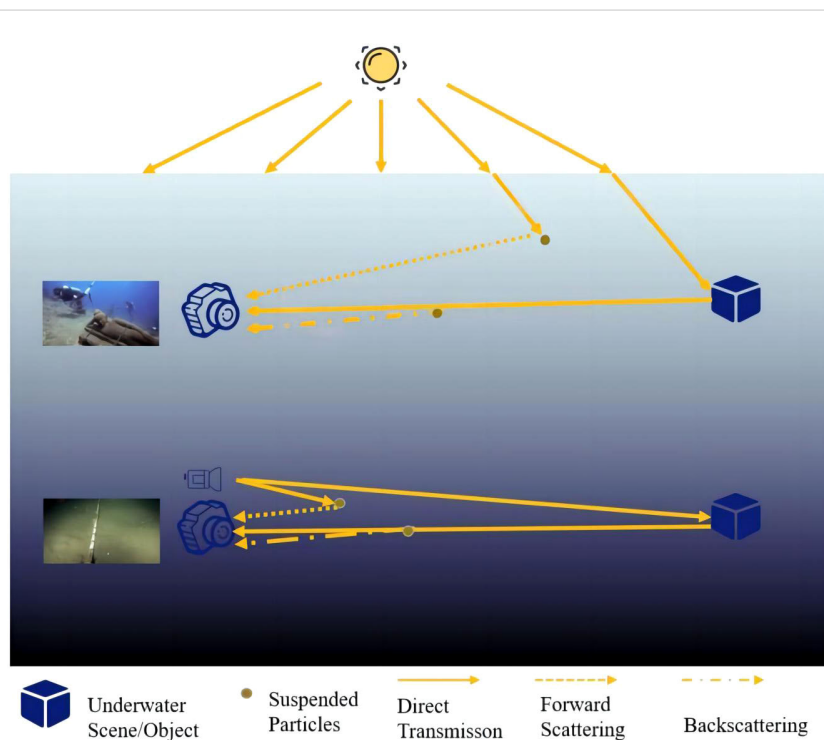 Underwater
Scene/Object
Suspended
Particles
Direct
Transmisson
Forward
Scattering
Backscattering